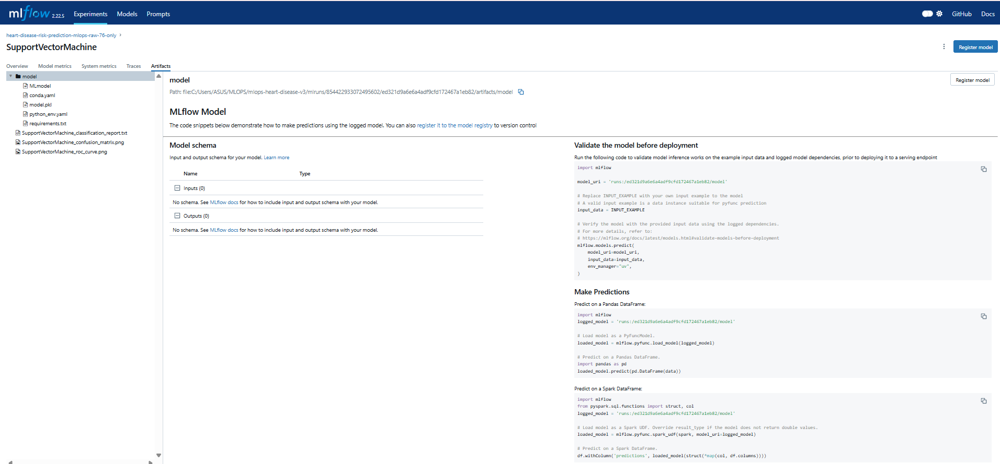 mlflow 2.22.5 Experiments Models Prompts GitHub Docs
heart-disease-risk-prediction-mlops-raw-76-only
SupportVectorMachine
Register model
Overview Model metrics System metrics Traces Artifacts
model
MLmodel
conda.yaml
model.pkl
python_env.yaml
requirements.txt
SupportVectorMachine_classification_report.txt
SupportVectorMachine_confusion_matrix.png
SupportVectorMachine_roc_curve.png
model
Register model
Path: file:C:/Users/ASUS/MLOPS/mlops-heart-disease-v3/mlruns/854422933072495602/ed321d9a6e6a4adf9cfd172467a1eb82/artifacts/model
MLflow Model
The code snippets below demonstrate how to make predictions using the logged model. You can also register it to the model registry to version control
Model schema
Input and output schema for your model. Learn more
Name Type
Inputs (0)
No schema. See MLflow docs for how to include input and output schema with your model.
Outputs (0)
No schema. See MLflow docs for how to include input and output schema with your model.
Validate the model before deployment
Run the following code to validate model inference works on the example input data and logged model dependencies, prior to deploying it to a serving endpoint
import mlflow
model_uri = 'runs:/ed321d9a6e6a4adf9cfd172467a1eb82/model'
# Replace INPUT_EXAMPLE with your own input example to the model
# A valid input example is a data instance suitable for pyfunc prediction
input_data = INPUT_EXAMPLE
# Verify the model with the provided input data using the logged dependencies.
# For more details, refer to:
# https://mlflow.org/docs/latest/models.html#validate-models-before-deployment
mlflow.models.predict(
    model_uri=model_uri,
    input_data=input_data,
    env_manager="uv",
)
Make Predictions
Predict on a Pandas DataFrame:
import mlflow
logged_model = 'runs:/ed321d9a6e6a4adf9cfd172467a1eb82/model'
# Load model as a PyFuncModel.
loaded_model = mlflow.pyfunc.load_model(logged_model)
# Predict on a Pandas DataFrame.
import pandas as pd
loaded_model.predict(pd.DataFrame(data))
Predict on a Spark DataFrame:
import mlflow
from pyspark.sql.functions import struct, col
logged_model = 'runs:/ed321d9a6e6a4adf9cfd172467a1eb82/model'
# Load model as a Spark UDF. Override result_type if the model does not return double values.
loaded_model = mlflow.pyfunc.spark_udf(spark, model_uri=logged_model)
# Predict on a Spark DataFrame.
df.withColumn('predictions', loaded_model(struct(*map(col, df.columns))))